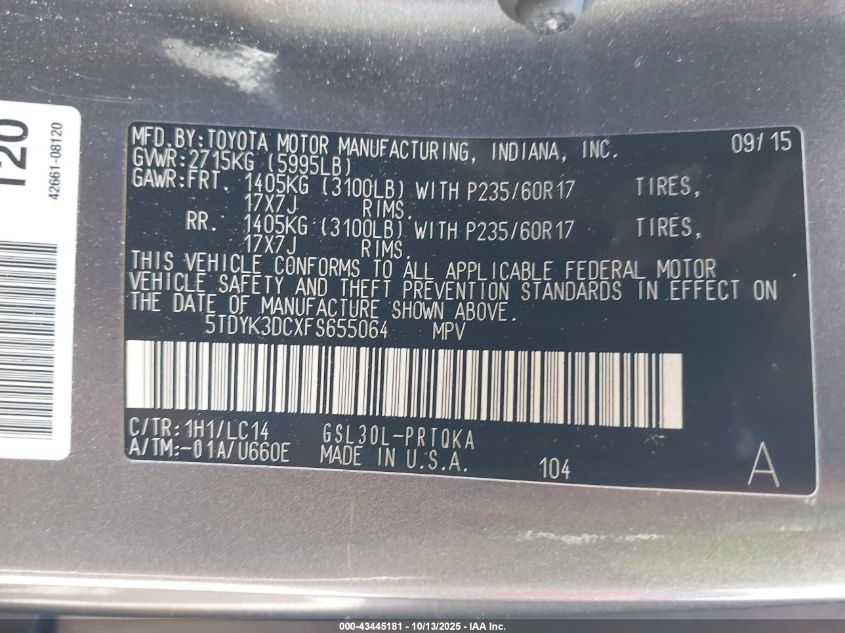 120
42661-08120
MFD.BY:TOYOTA MOTOR MANUFACTURING, INDIANA, INC. 09/15
GVWR:2715KG (5995LB)
GAWR:FRT. 1405KG (3100LB) WITH P235/60R17 TIRES,
17X7J RIMS.
RR. 1405KG (3100LB) WITH P235/60R17 TIRES,
17X7J RIMS.
THIS VEHICLE CONFORMS TO ALL APPLICABLE FEDERAL MOTOR
VEHICLE SAFETY AND THEFT PREVENTION STANDARDS IN EFFECT ON
THE DATE OF MANUFACTURE SHOWN ABOVE.
5TDYK3DCXFS655064 MPV
C/TR:1H1/LC14 GSL30L-PRTQKA
A/TM:-01A/U660E MADE IN U.S.A. 104 A
000-43445181 - 10/13/2025 - IAA Inc.